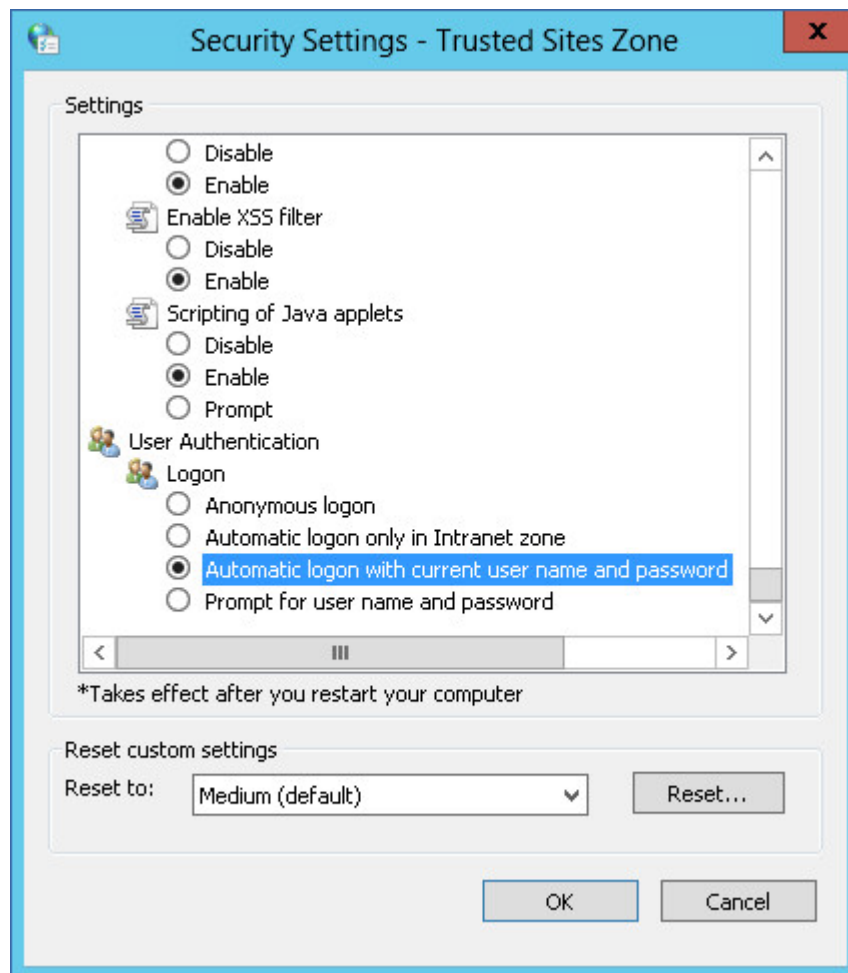 Security Settings - Trusted Sites Zone
x
Settings
Disable
Enable
Enable XSS filter
Disable
Enable
Scripting of Java applets
Disable
Enable
Prompt
User Authentication
Logon
Anonymous logon
Automatic logon only in Intranet zone
Automatic logon with current user name and password
Prompt for user name and password
*Takes effect after you restart your computer
Reset custom settings
Reset to:
Medium (default)
Reset...
OK
Cancel